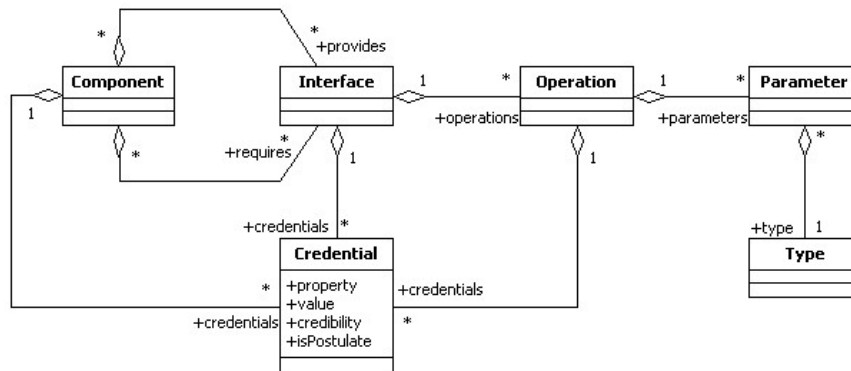 *
*
+provides
Component
Interface
Operation
Parameter
1
1
*
1
*
+operations
+parameters
*
*
+requires
1
1
*
+credentials
*
+type
1
Credential
Type
+property
+value
+credibility
+isPostulate
*
+credentials
+credentials
*